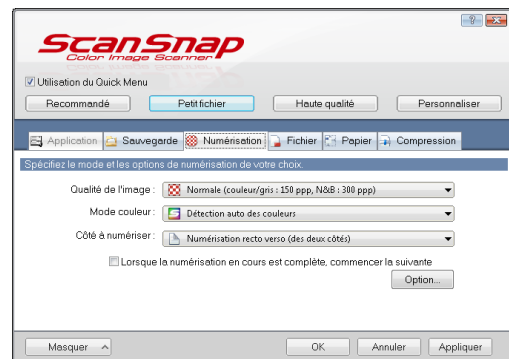 ScanSnap
Color Image Scanner
Utilisation du Quick Menu
Recommandé Petit fichier Haute qualité Personnaliser
Application Sauvegarde Numérisation Fichier Papier Compression
Spécifiez le mode et les options de numérisation de votre choix.
Qualité de l'image : Normale (couleur/gris : 150 ppp, N&B : 300 ppp)
Mode couleur : Détection auto des couleurs
Côté à numériser : Numérisation recto verso (des deux côtés)
Lorsque la numérisation en cours est complète, commencer la suivante
Option...
Masquer OK Annuler Appliquer